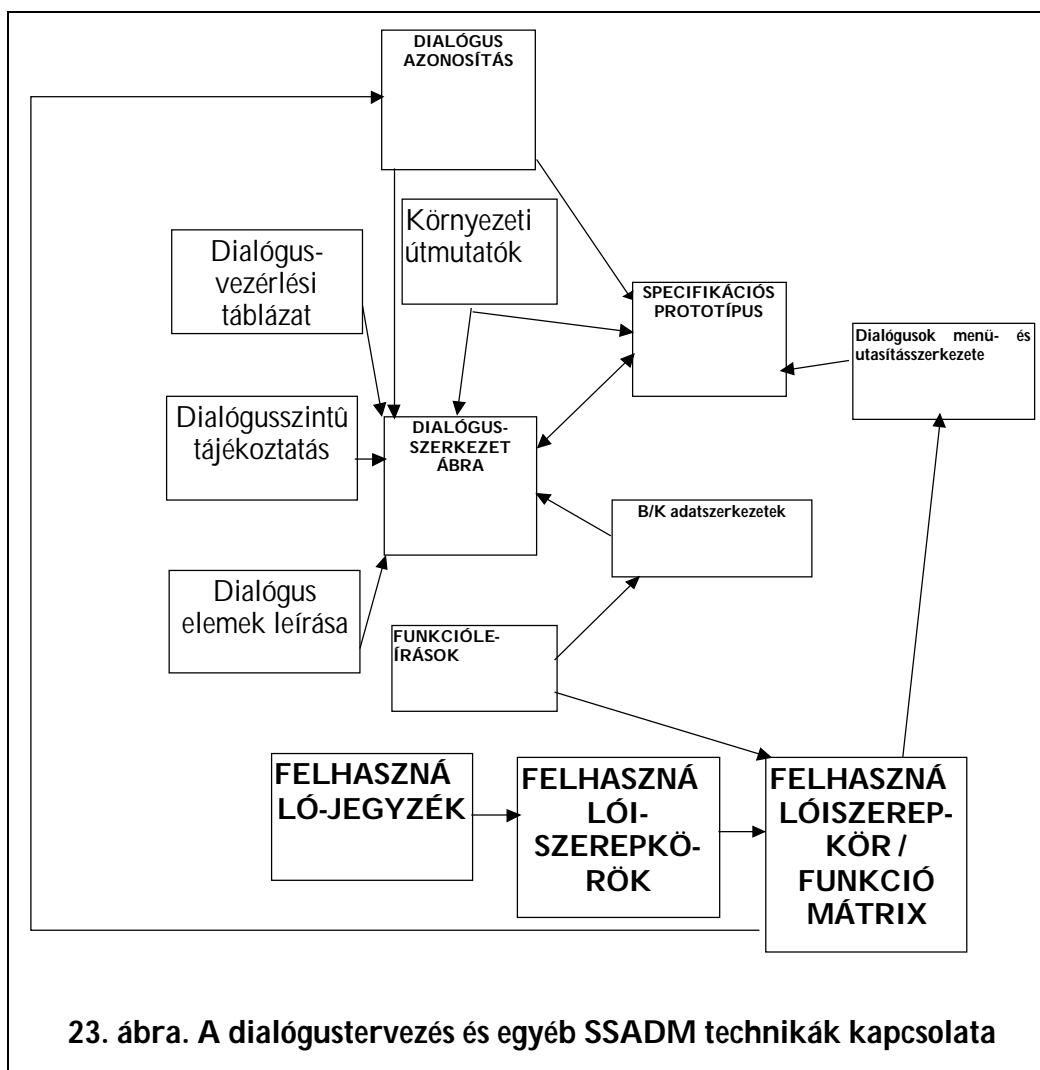 DIALÓGUS
AZONOSÍTÁS
Környezeti
útmutatók
Dialógus-
vezérlési
táblázat
SPECIFIKÁCIÓS
PROTOTÍPUS
Dialógusok menü- és
utasításszerkezete
Dialógusszintû
tájékoztatás
DIALÓGUS-
SZERKEZET
ÁBRA
B/K adatszerkezetek
Dialógus
elemek leírása
FUNKCIÓLE-
ÍRÁSOK
FELHASZNÁ
LÓ-JEGYZÉK
FELHASZNÁ
LÓI-
SZEREPKÖ-
RÖK
FELHASZNÁ
LÓISZEREP-
KÖR /
FUNKCIÓ
MÁTRIX
23. ábra. A dialógustervezés és egyéb SSADM technikák kapcsolata